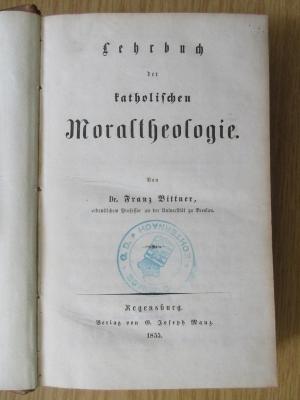 Lehrbuch
der
katholischen
Moraltheologie.
Von
Dr. Franz Bittner,
ordentlichem Professor an der Universität zu Breslau.
ROTHERNAAH
G. D.
Regensburg.
Verlag von G. Joseph Manz.
1855.